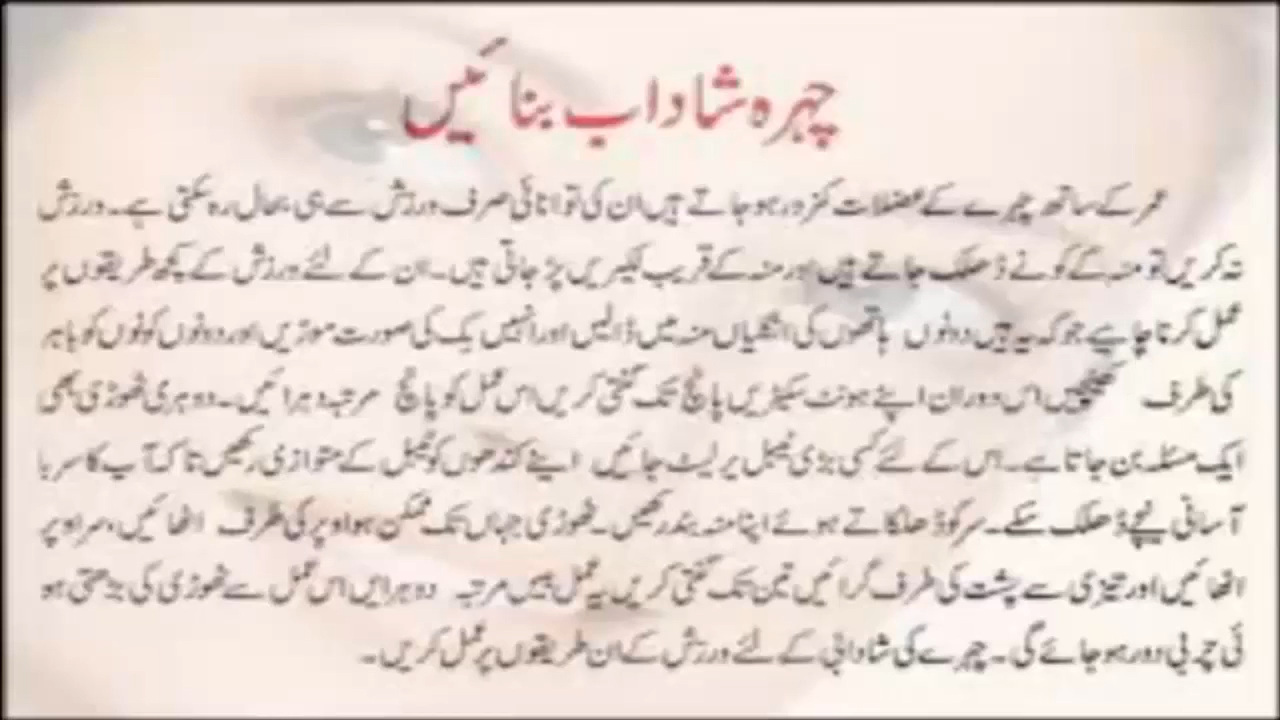 چہرہ شاداب بنائیں
عمر کے ساتھ چہرے کے عضلات کمزور ہو جاتے ہیں ان کی توانائی صرف ورزش سے ہی بحال رہ سکتی ہے۔ ورزش
نہ کریں تو منہ کے کونے ڈھلک جاتے ہیں اور منہ کے قریب لکیریں پڑ جاتی ہیں۔ ان کے لئے ورزش کے کچھ طریقوں پر
عمل کرنا چاہیے جو کہ یہ ہیں دونوں ہاتھوں کی انگلیاں منہ میں ڈالیں اور انہیں ہک کی صورت موڑیں اور دونوں کونوں کو باہر
کی طرف کھینچیں اس دوران اپنے ہونٹ سکیڑیں پانچ تک گنتی کریں اس عمل کو پانچ مرتبہ دہرائیں۔ دوہری ٹھوڑی بھی
ایک مسئلہ بن جاتا ہے۔ اس کے لئے کسی بڑی ٹیبل پر لیٹ جائیں اپنے کندھوں کو ٹیبل کے متوازی رکھیں تاکہ آپ کا سر با
آسانی نیچے ڈھلک سکے۔ سر کو ڈھلکاتے ہوئے اپنا منہ بند رکھیں۔ ٹھوڑی جہاں تک ممکن ہو اوپر کی طرف اٹھائیں، سر اوپر
اٹھائیں اور تیزی سے پشت کی طرف گرائیں تین تک گنتی کریں یہ عمل بیس مرتبہ دوہرایں اس عمل سے ٹھوڑی کی بڑھتی ہو
ئی چربی دور ہو جائے گی۔ چہرے کی شادابی کے لئے ورزش کے ان طریقوں پر عمل کریں۔